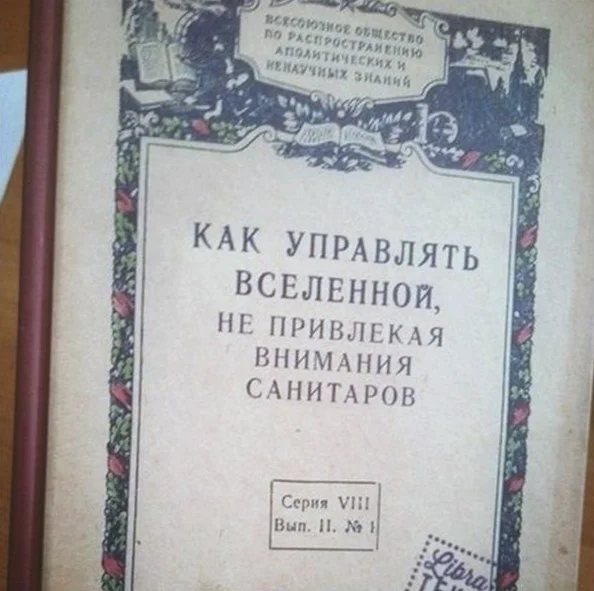 ВСЕСОЮЗНОЕ ОБЩЕСТВО
ПО РАСПРОСТРАНЕНИЮ
АПОЛИТИЧЕСКИХ И
НЕНАУЧНЫХ ЗНАНИЙ
КАК УПРАВЛЯТЬ
ВСЕЛЕННОЙ,
НЕ ПРИВЛЕКАЯ
ВНИМАНИЯ
САНИТАРОВ
Серия VIII
Вып. II. № 1
Libra